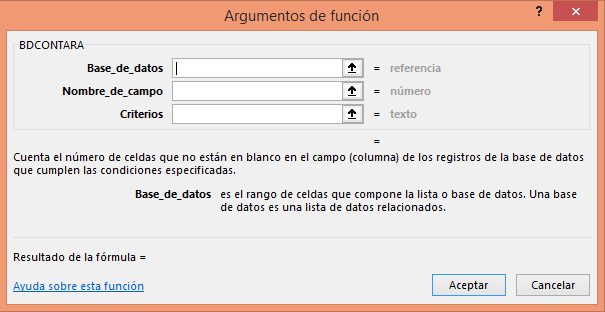 Argumentos de función
?
×
BDCONTARA
Base_de_datos = referencia
Nombre_de_campo = número
Criterios = texto
=
Cuenta el número de celdas que no están en blanco en el campo (columna) de los registros de la base de datos
que cumplen las condiciones especificadas.
Base_de_datos es el rango de celdas que compone la lista o base de datos. Una base
de datos es una lista de datos relacionados.
Resultado de la fórmula =
Ayuda sobre esta función
Aceptar
Cancelar